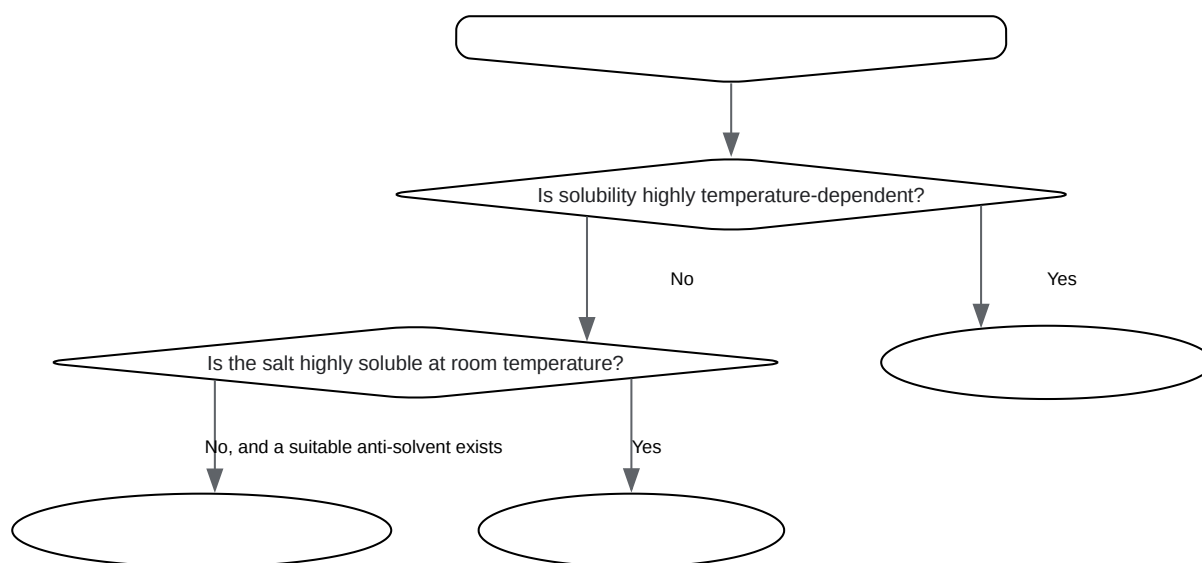 Is solubility highly temperature-dependent?
No
Yes
Is the salt highly soluble at room temperature?
No, and a suitable anti-solvent exists
Yes